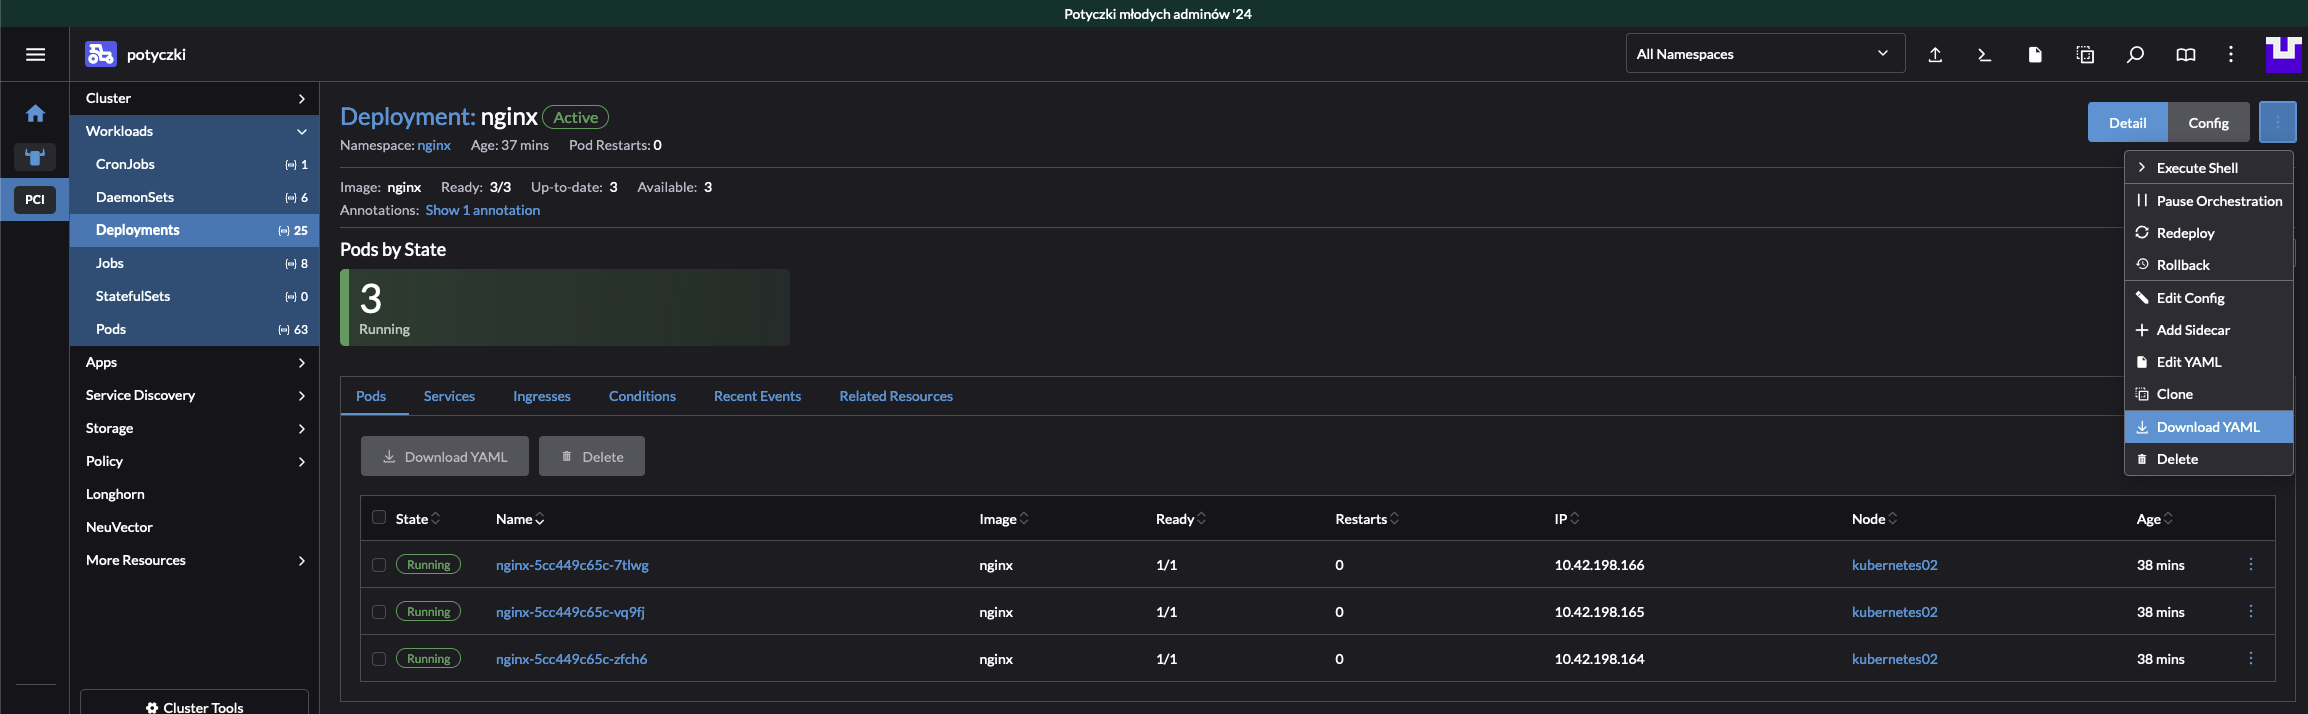 Potyczki młodych adminów '24
potyczki
All Namespaces
PCI
Cluster
Workloads
CronJobs 1
DaemonSets 6
Deployments 25
Jobs 8
StatefulSets 0
Pods 63
Apps
Service Discovery
Storage
Policy
Longhorn
NeuVector
More Resources
Cluster Tools
Deployment: nginx Active
Namespace: nginx Age: 37 mins Pod Restarts: 0
Detail Config
Image: nginx Ready: 3/3 Up-to-date: 3 Available: 3
Annotations: Show 1 annotation
Pods by State
3
Running
Execute Shell
Pause Orchestration
Redeploy
Rollback
Edit Config
Add Sidecar
Edit YAML
Clone
Download YAML
Delete
Pods Services Ingresses Conditions Recent Events Related Resources
Download YAML Delete
State Name Image Ready Restarts IP Node Age
Running nginx-5cc449c65c-7tlwg nginx 1/1 0 10.42.198.166 kubernetes02 38 mins
Running nginx-5cc449c65c-vq9fj nginx 1/1 0 10.42.198.165 kubernetes02 38 mins
Running nginx-5cc449c65c-zfch6 nginx 1/1 0 10.42.198.164 kubernetes02 38 mins